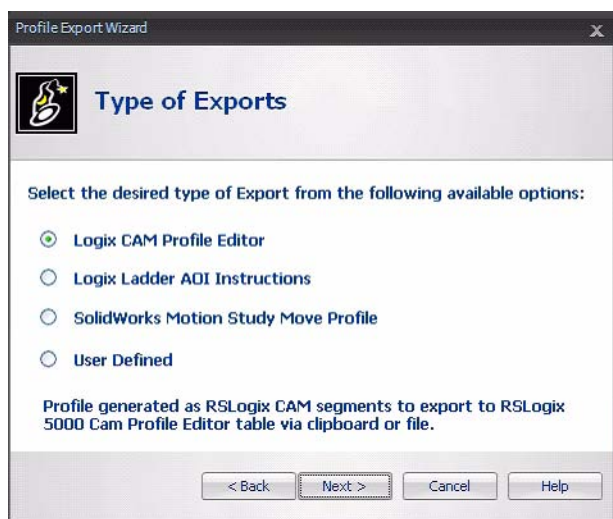 Profile Export Wizard
x
Type of Exports
Select the desired type of Export from the following available options:
Logix CAM Profile Editor
Logix Ladder AOI Instructions
SolidWorks Motion Study Move Profile
User Defined
Profile generated as RSLogix CAM segments to export to RSLogix
5000 Cam Profile Editor table via clipboard or file.
< Back Next > Cancel Help